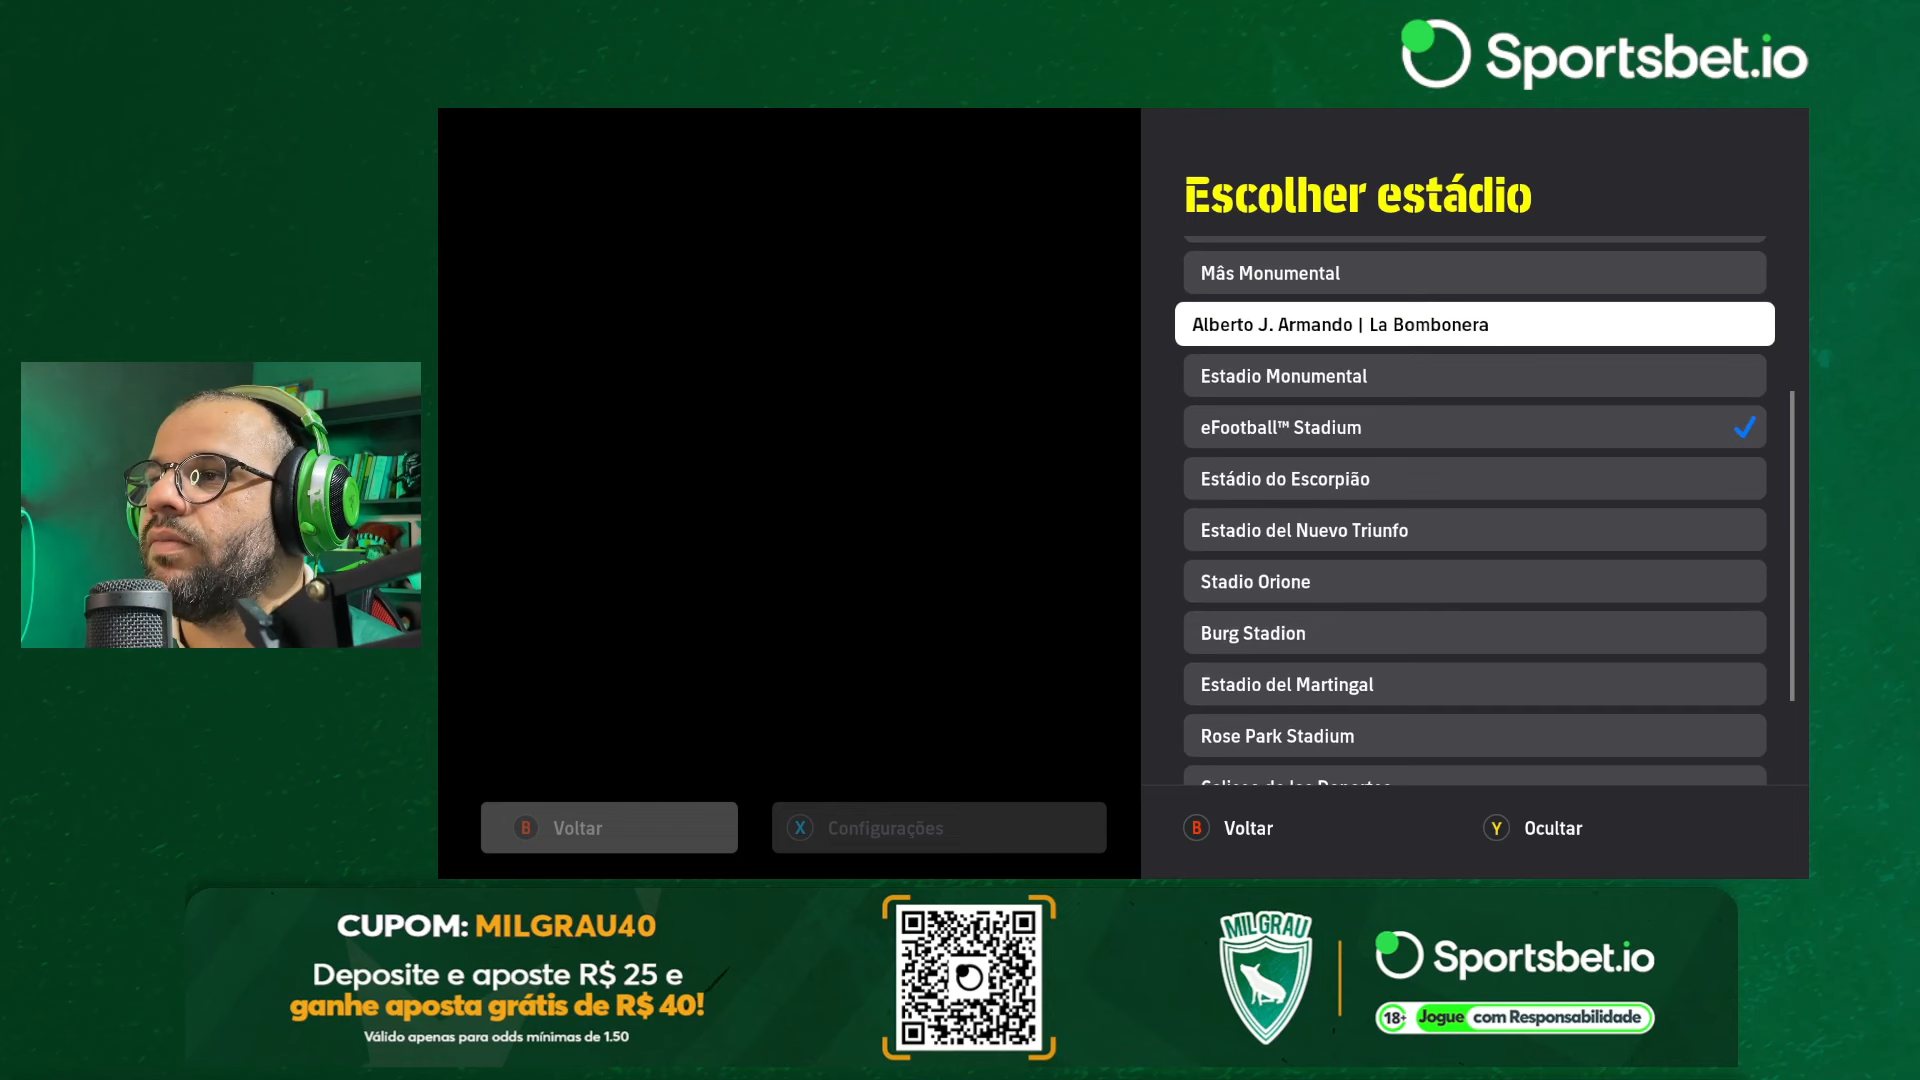 Sportsbet.io
Escolher estádio
Mâs Monumental
Alberto J. Armando | La Bombonera
Estadio Monumental
eFootball™ Stadium
Estádio do Escorpião
Estadio del Nuevo Triunfo
Stadio Orione
Burg Stadion
Estadio del Martingal
Rose Park Stadium
B Voltar
X Configurações
B Voltar
Y Ocultar
CUPOM: MILGRAU40
Deposite e aposte R$ 25 e
ganhe aposta grátis de R$ 40!
Válido apenas para odds mínimas de 1.50
MILGRAU
Sportsbet.io
18+ Jogue com Responsabilidade